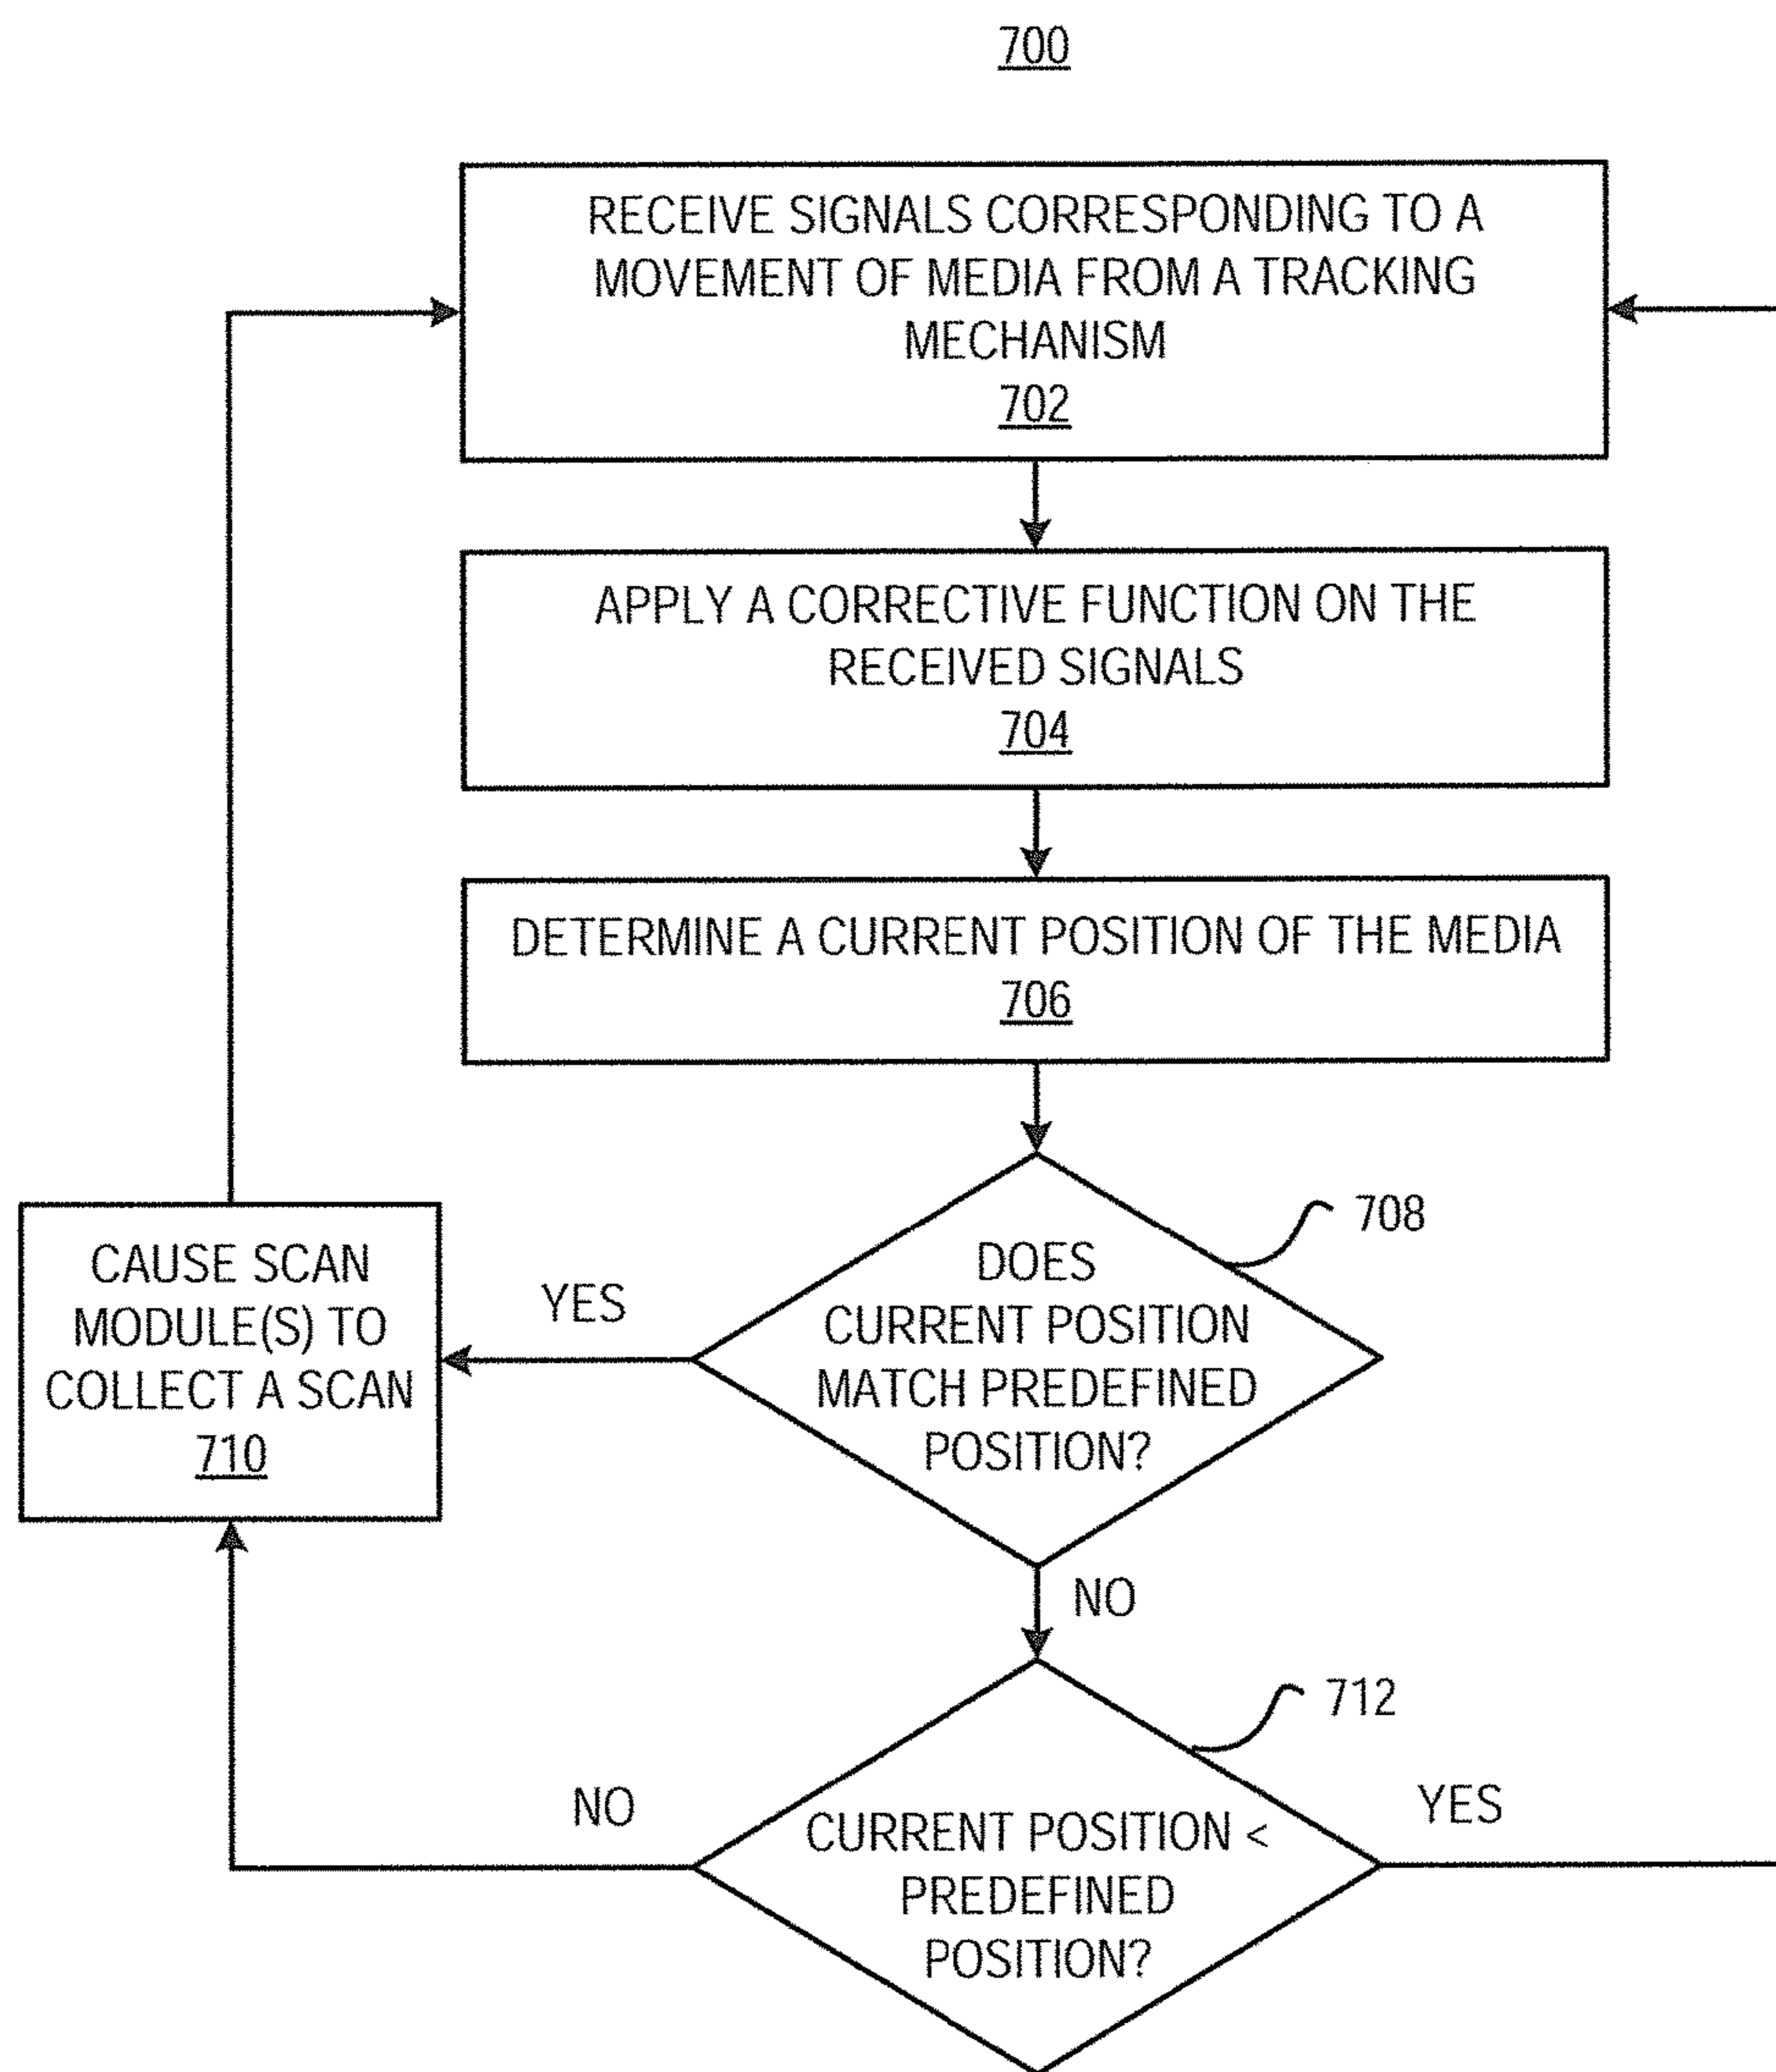 700
RECEIVE SIGNALS CORRESPONDING TO A
MOVEMENT OF MEDIA FROM A TRACKING
MECHANISM
702
APPLY A CORRECTIVE FUNCTION ON THE
RECEIVED SIGNALS
704
DETERMINE A CURRENT POSITION OF THE MEDIA
706
708
DOES
CURRENT POSITION
MATCH PREDEFINED
POSITION?
YES
CAUSE SCAN
MODULE(S) TO
COLLECT A SCAN
710
NO
712
CURRENT POSITION <
PREDEFINED
POSITION?
NO
YES